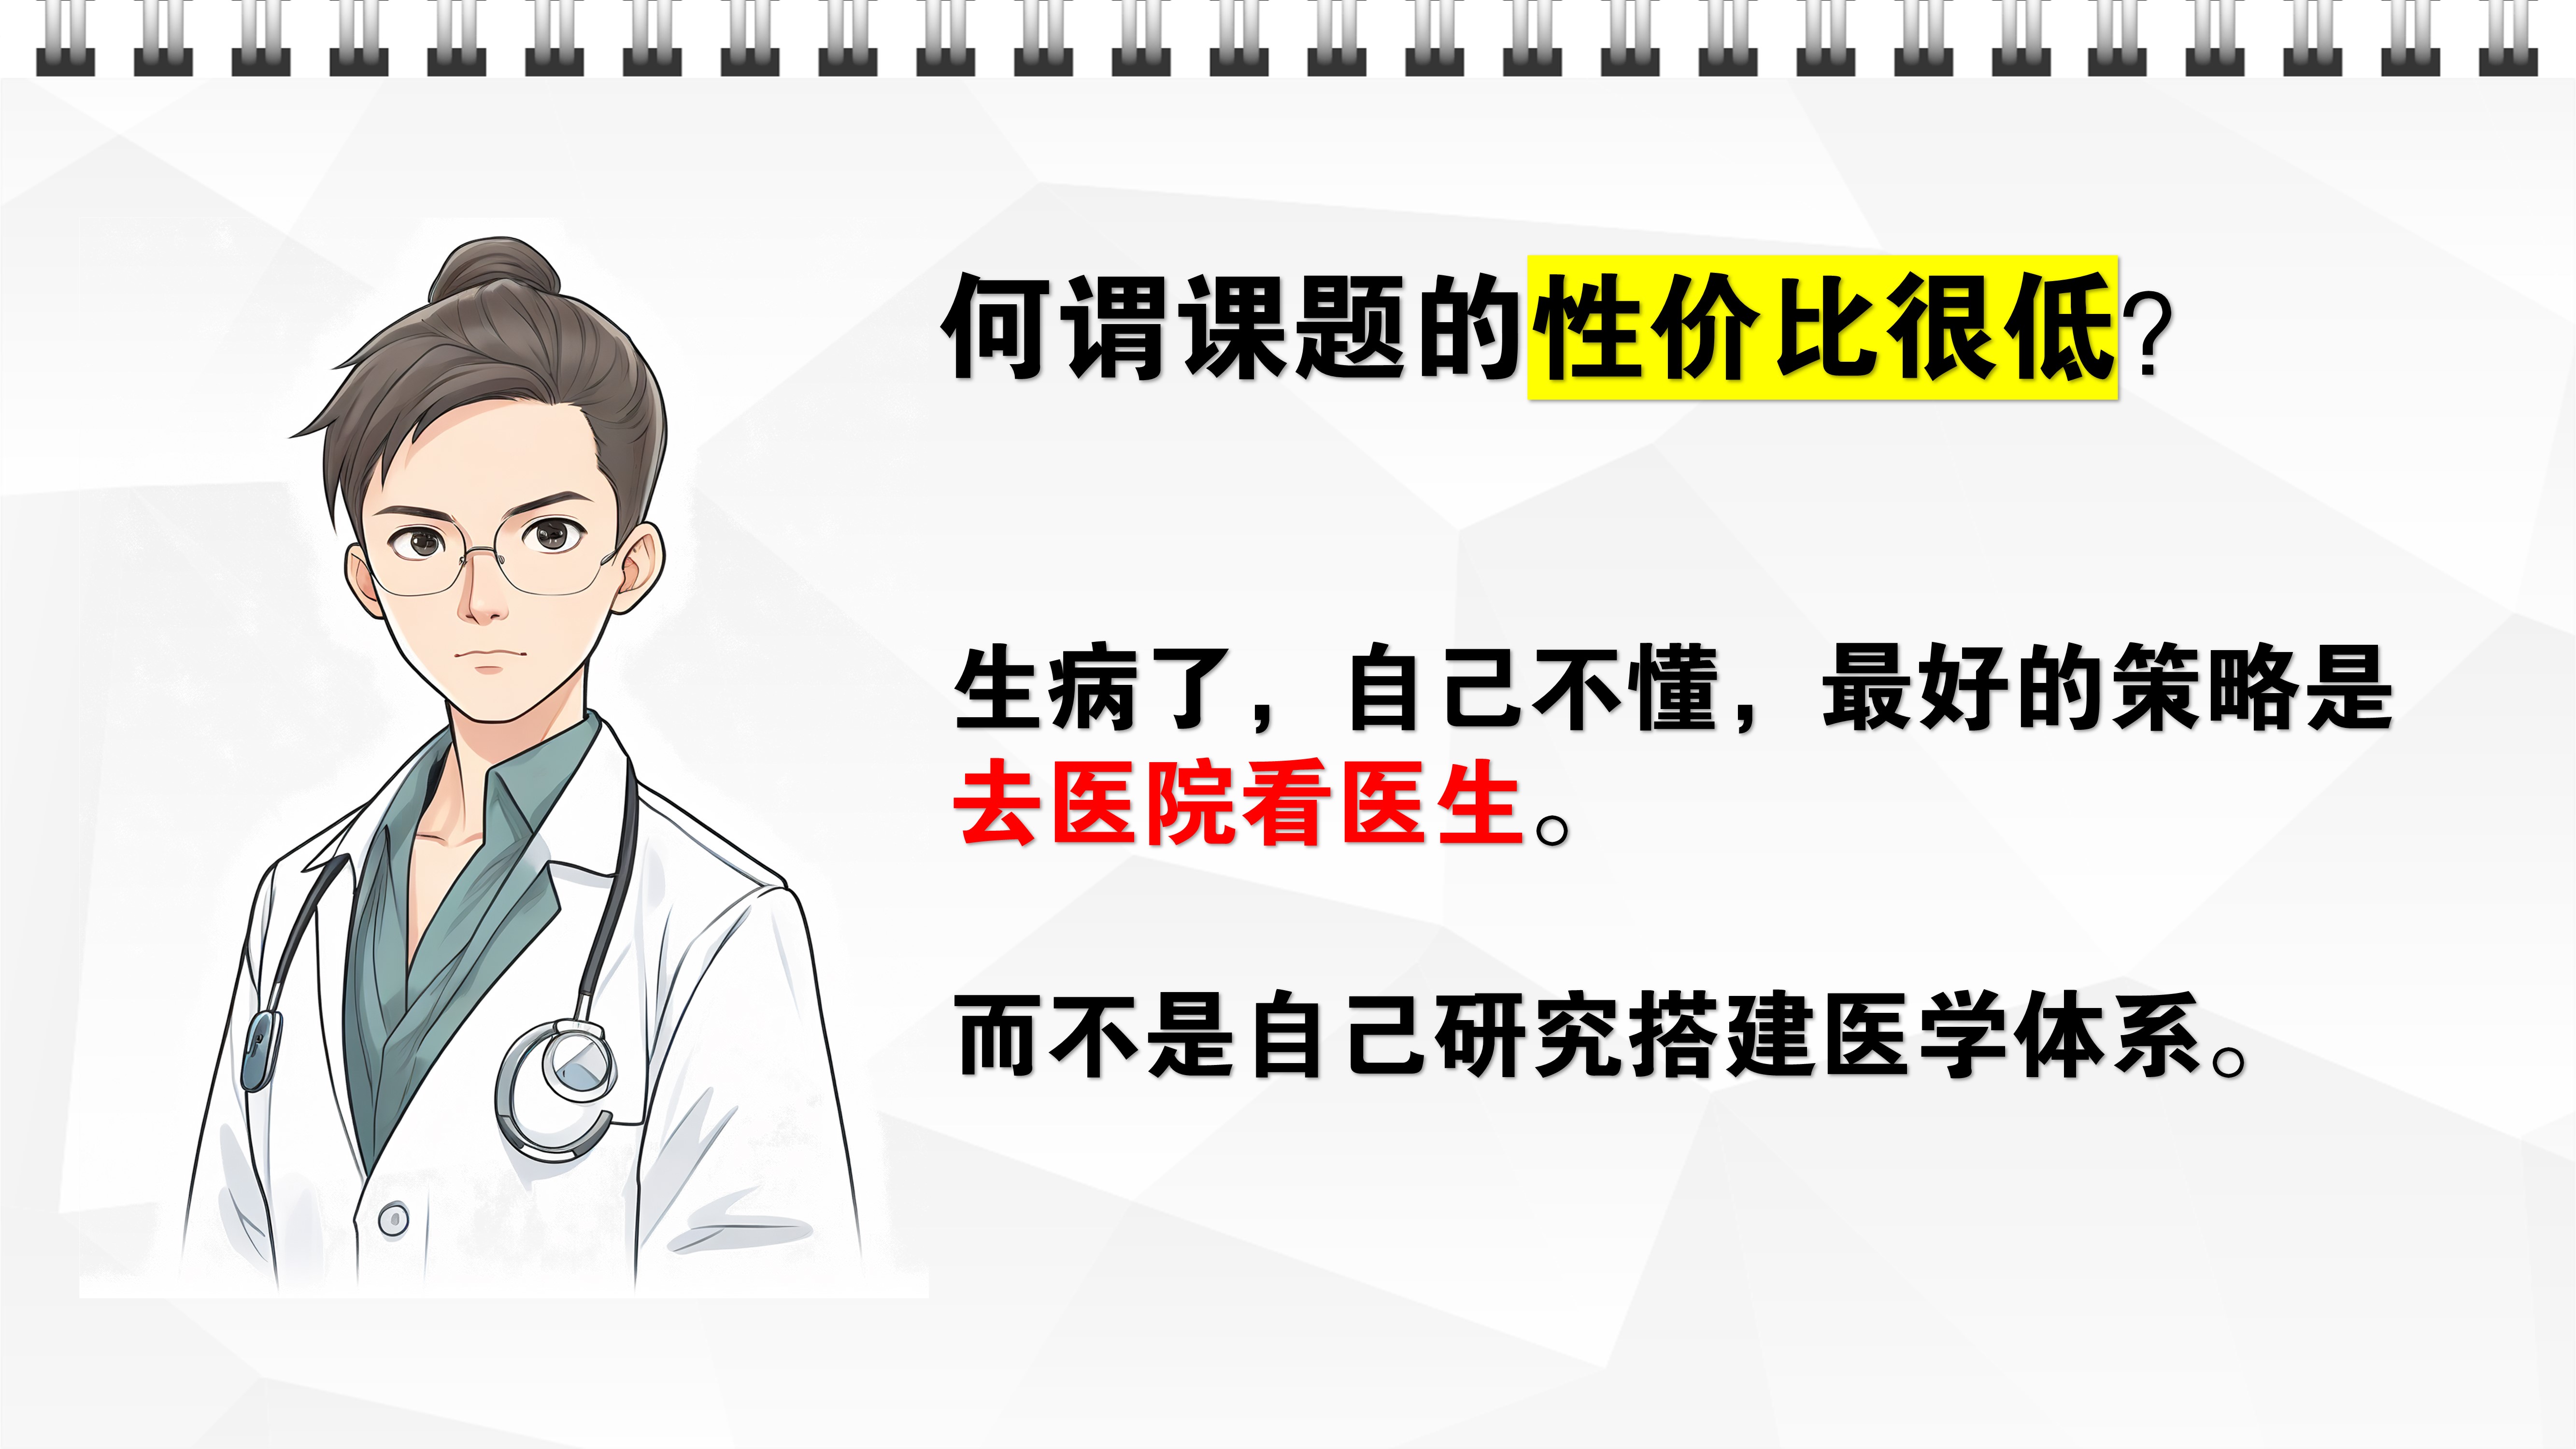 何谓课题的性价比很低？
生病了，自己不懂，最好的策略是
去医院看医生。
而不是自己研究搭建医学体系。